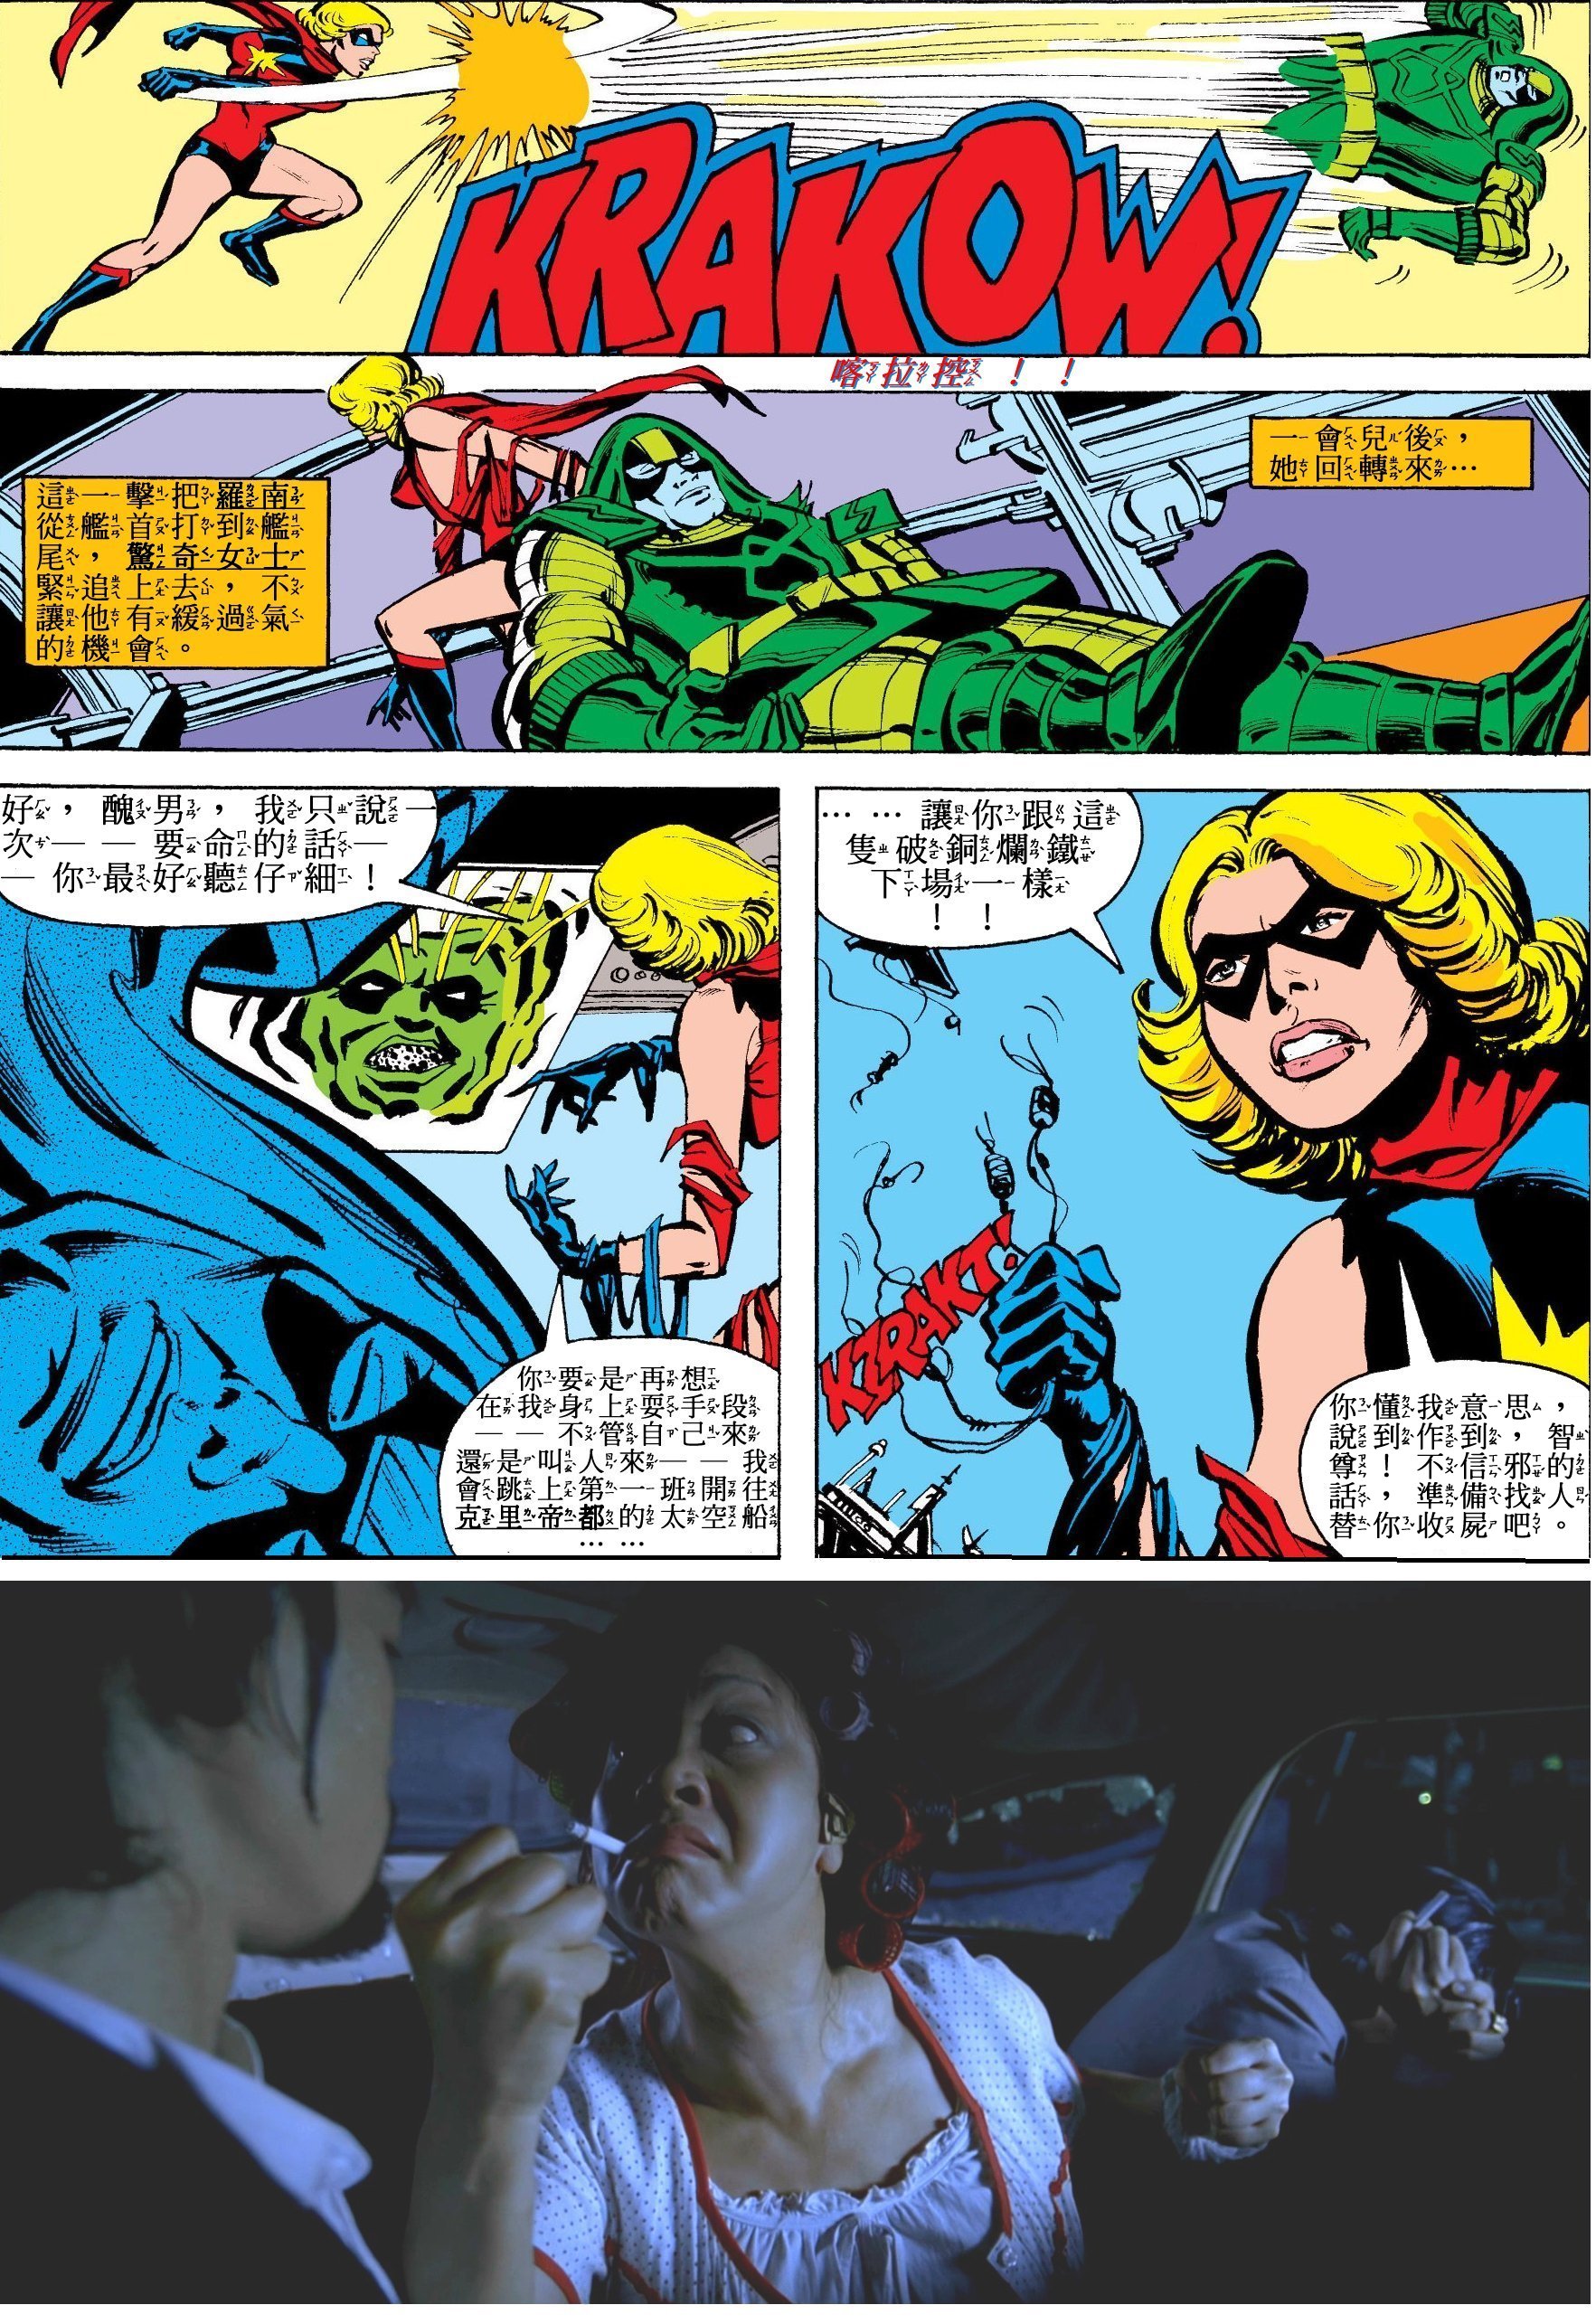 KRAKOW!
喀拉控！！
這一擊把羅南
從艦首打到艦
尾，驚奇女士
緊追上去，不
讓他有緩過氣
的機會。
一會兒後，
她回轉來…
好，醜男，我只說一
次——要命的話—
—你最好聽仔細！
你要是再想
在我身上耍手段
——不管自己來
還是叫人來——我
會跳上第一班開往
克里帝都的太空船
……
……讓你跟這
隻破銅爛鐵
下場一樣
！！
KZRAKT!
你懂我意思，
說到作到，智
尊！不信邪的
話，準備找人
替你收屍吧。